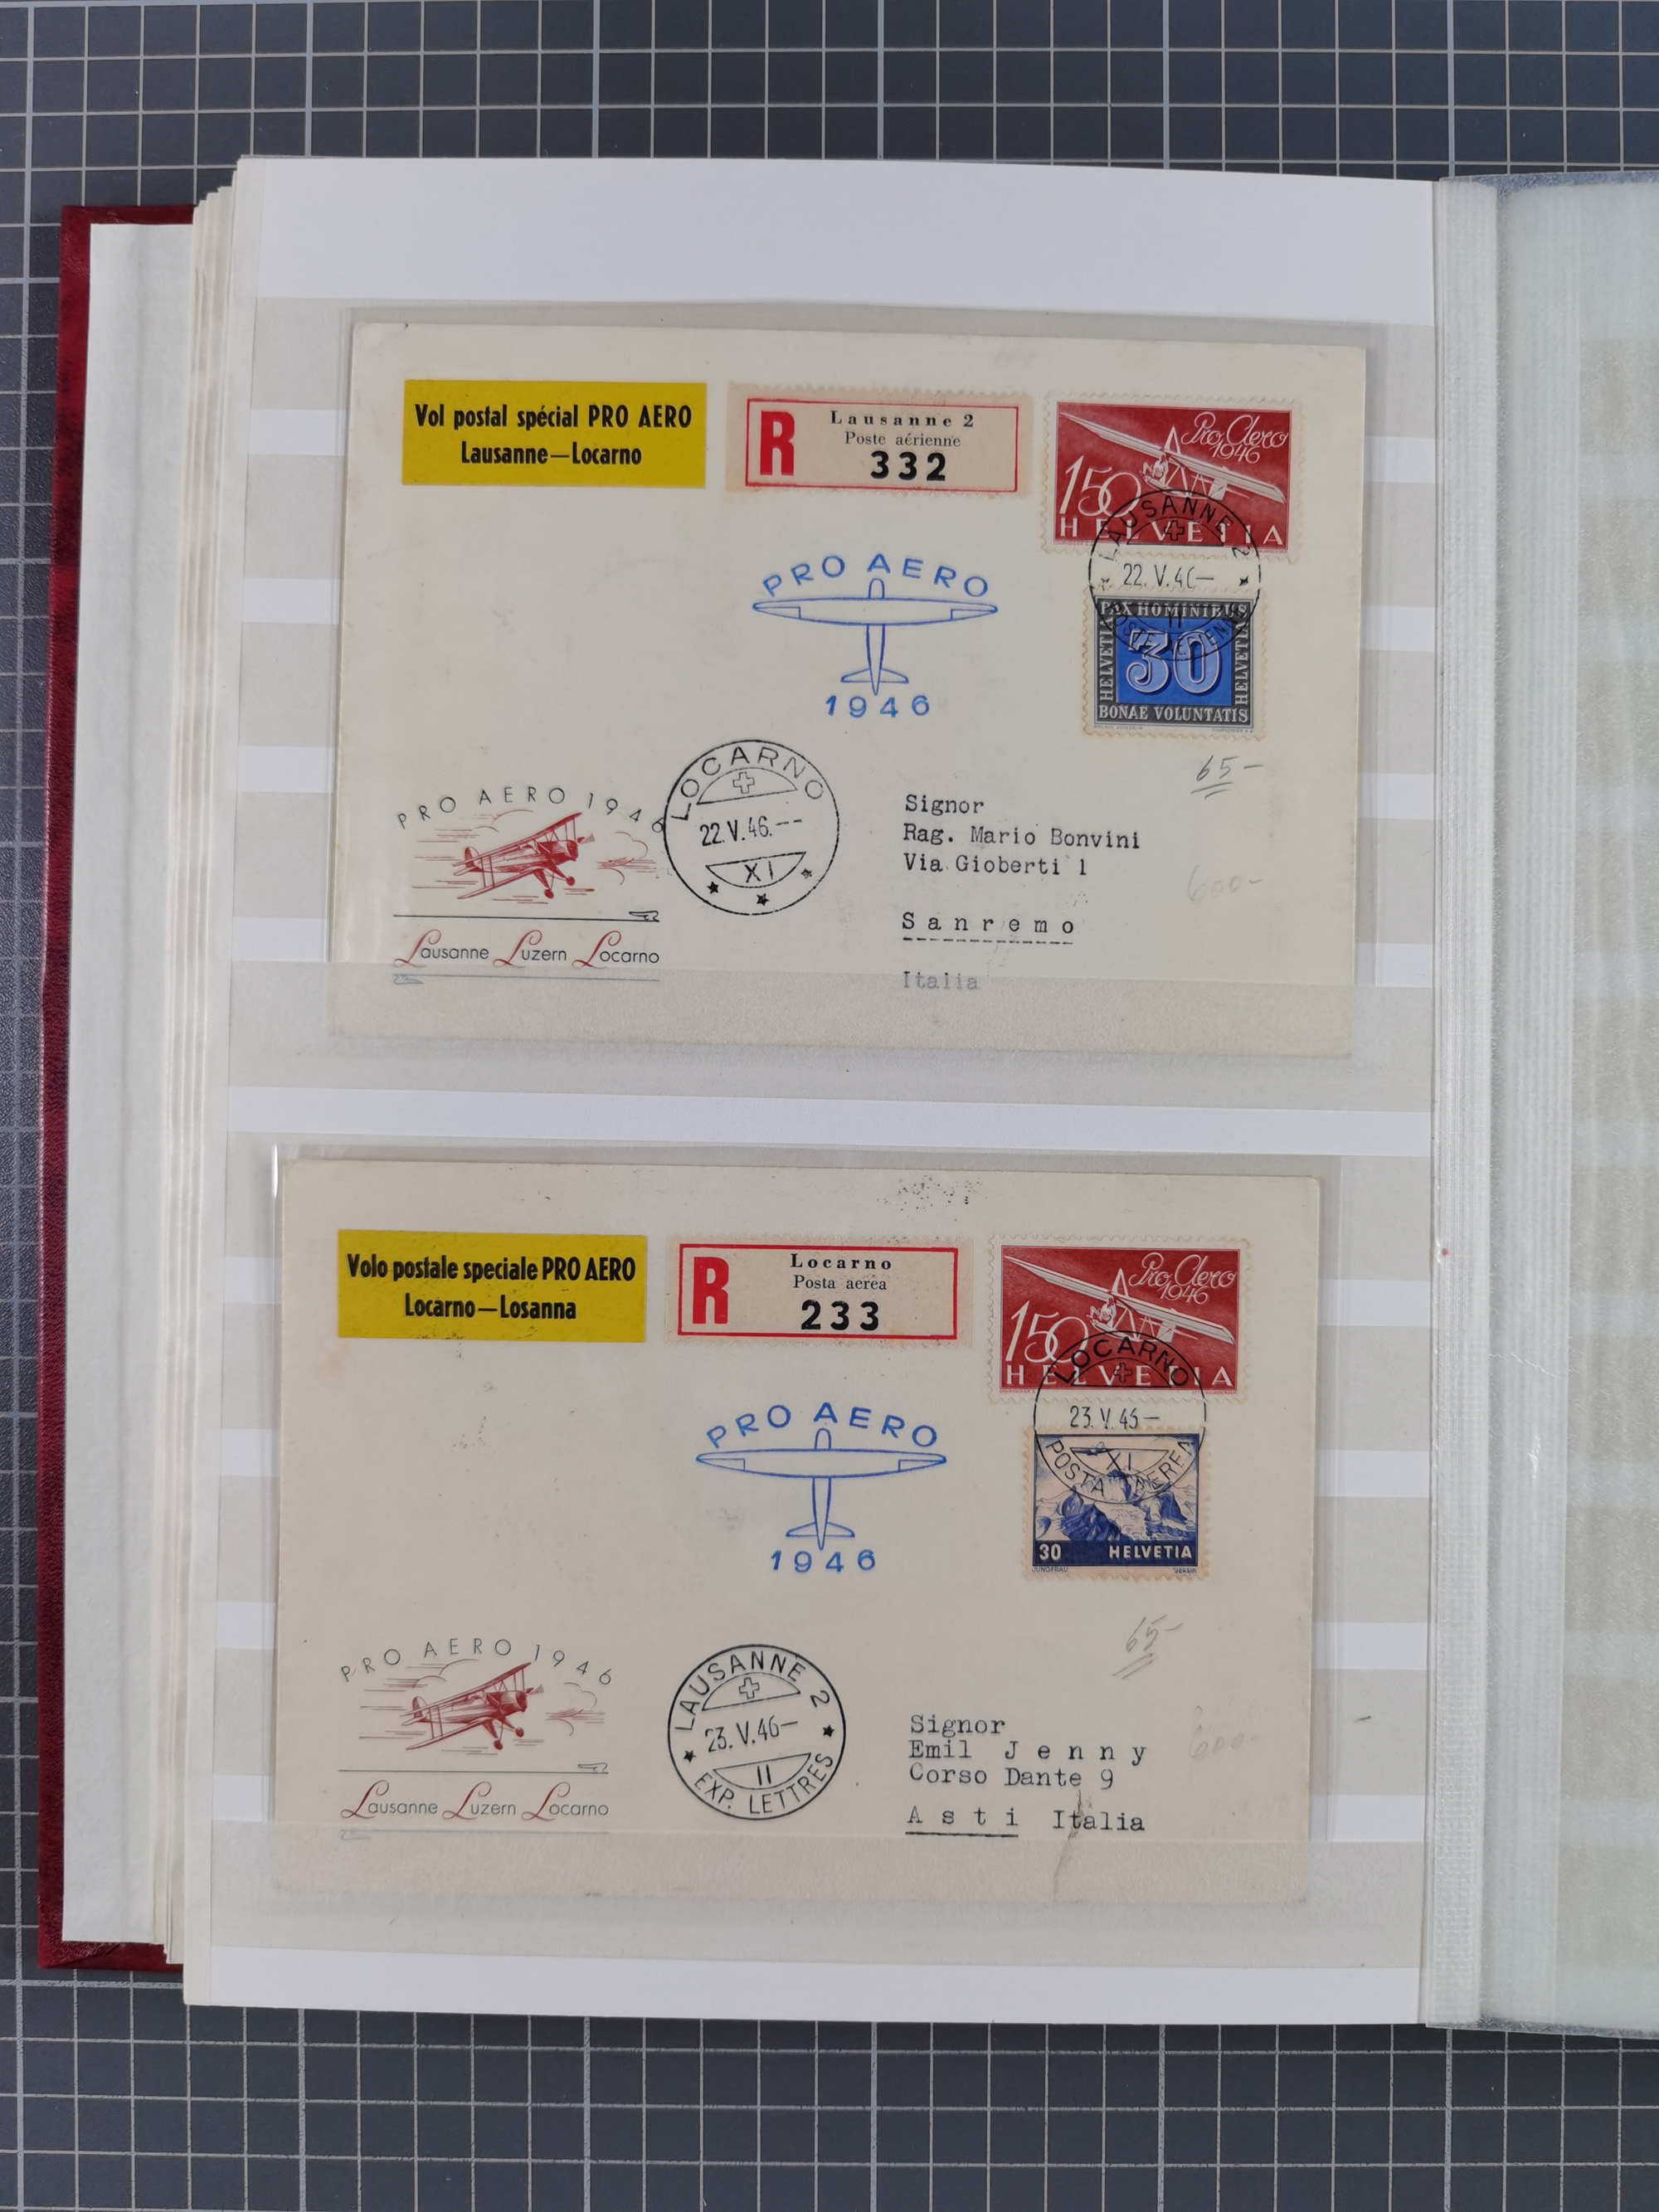 Vol postal spécial PRO AERO
Lausanne—Locarno
R
Lausanne 2
Poste aérienne
332
Pro Aero
1946
150
HELVETIA
LAUSANNE 2
22. V. 46—
PAX HOMINIBUS
HELVETIA
30
HELVETIA
BONAE VOLUNTATIS
PRO AERO
1946
65—
LOCARNO
22. V. 46.--
XI
PRO AERO 1946
Lausanne Luzern Locarno
Signor
Rag. Mario Bonvini
Via Gioberti 1
600—
Sanremo
Italia
Volo postale speciale PRO AERO
Locarno—Losanna
R
Locarno
Posta aerea
233
Pro Aero
1946
150
HELVETIA
LOCARNO
23. V. 46—
XI
POSTA AEREA
30 HELVETIA
JUNGFRAU
PRO AERO
1946
65—
PRO AERO 1946
Lausanne Luzern Locarno
LAUSANNE 2
23. V. 46—
II
EXP. LETTRES
Signor
Emil Jenny
Corso Dante 9
600—
Asti Italia